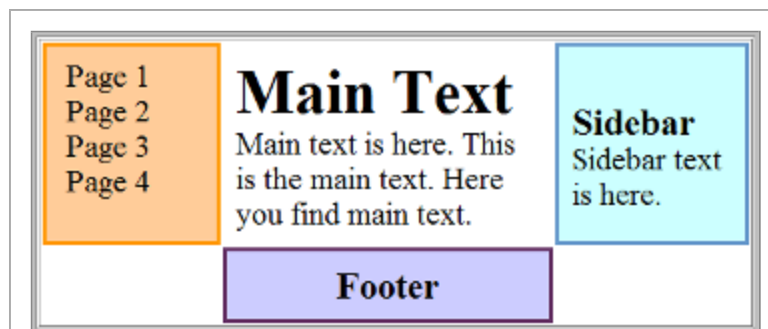 Page 1
Page 2
Page 3
Page 4
Main Text
Main text is here. This
is the main text. Here
you find main text.
Sidebar
Sidebar text
is here.
Footer